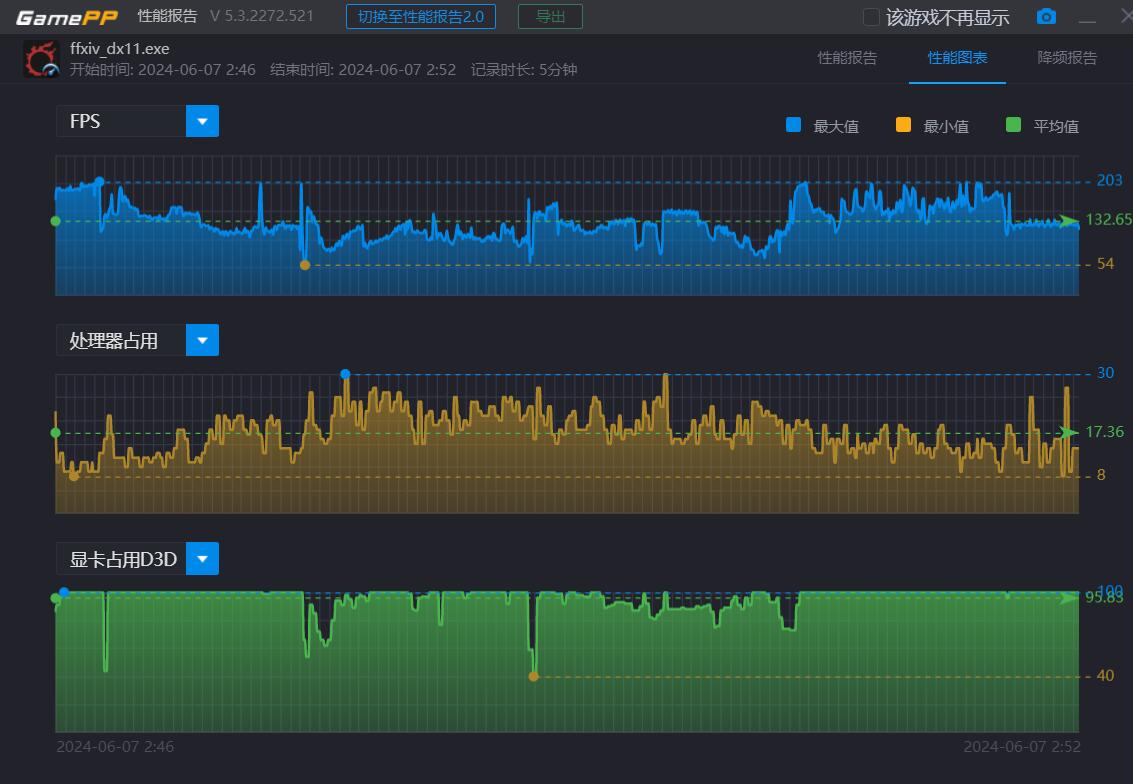 GamePP 性能报告 V 5.3.2272.521 切换至性能报告2.0 导出 该游戏不再显示
ffxiv_dx11.exe
开始时间: 2024-06-07 2:46 结束时间: 2024-06-07 2:52 记录时长: 5分钟
性能报告 性能图表 降频报告
FPS
最大值 最小值 平均值
203
132.65
54
处理器占用
30
17.36
8
显卡占用D3D
100
95.83
40
2024-06-07 2:46 2024-06-07 2:52